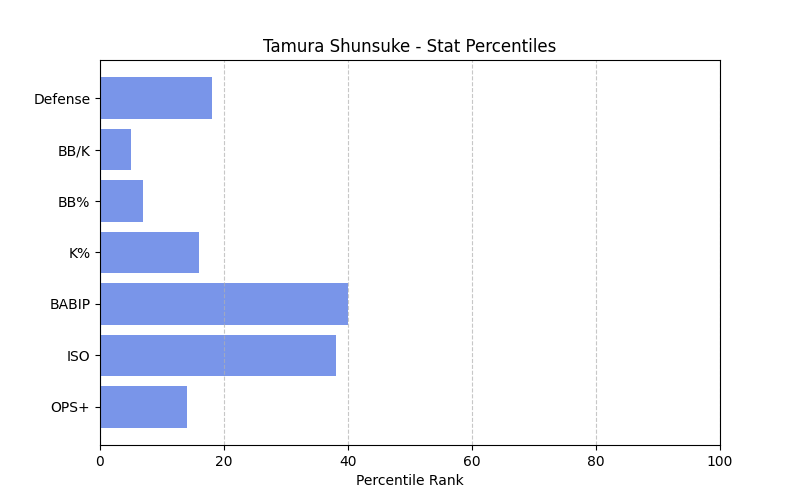 Tamura Shunsuke - Stat Percentiles
Defense
BB/K
BB%
K%
BABIP
ISO
OPS+
0 20 40 60 80 100
Percentile Rank